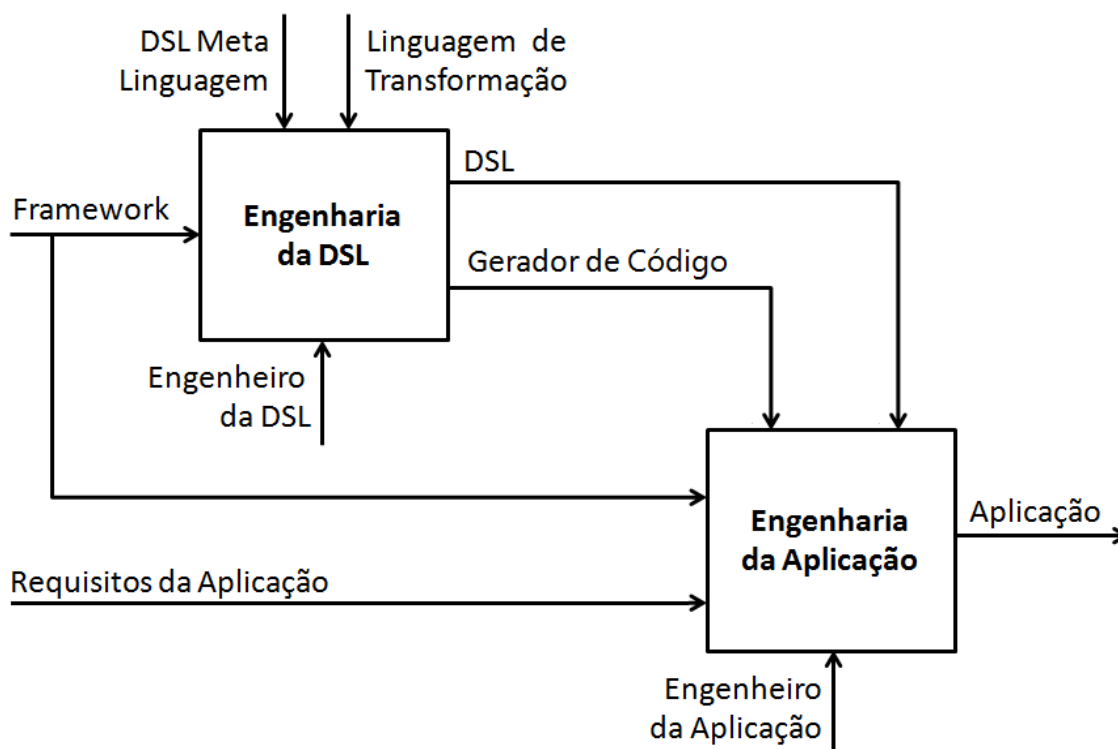 DSL Meta
Linguagem
Linguagem de
Transformação
DSL
Framework
Engenharia
da DSL
Gerador de Código
Engenheiro
da DSL
Engenharia
da Aplicação
Aplicação
Requisitos da Aplicação
Engenheiro
da Aplicação